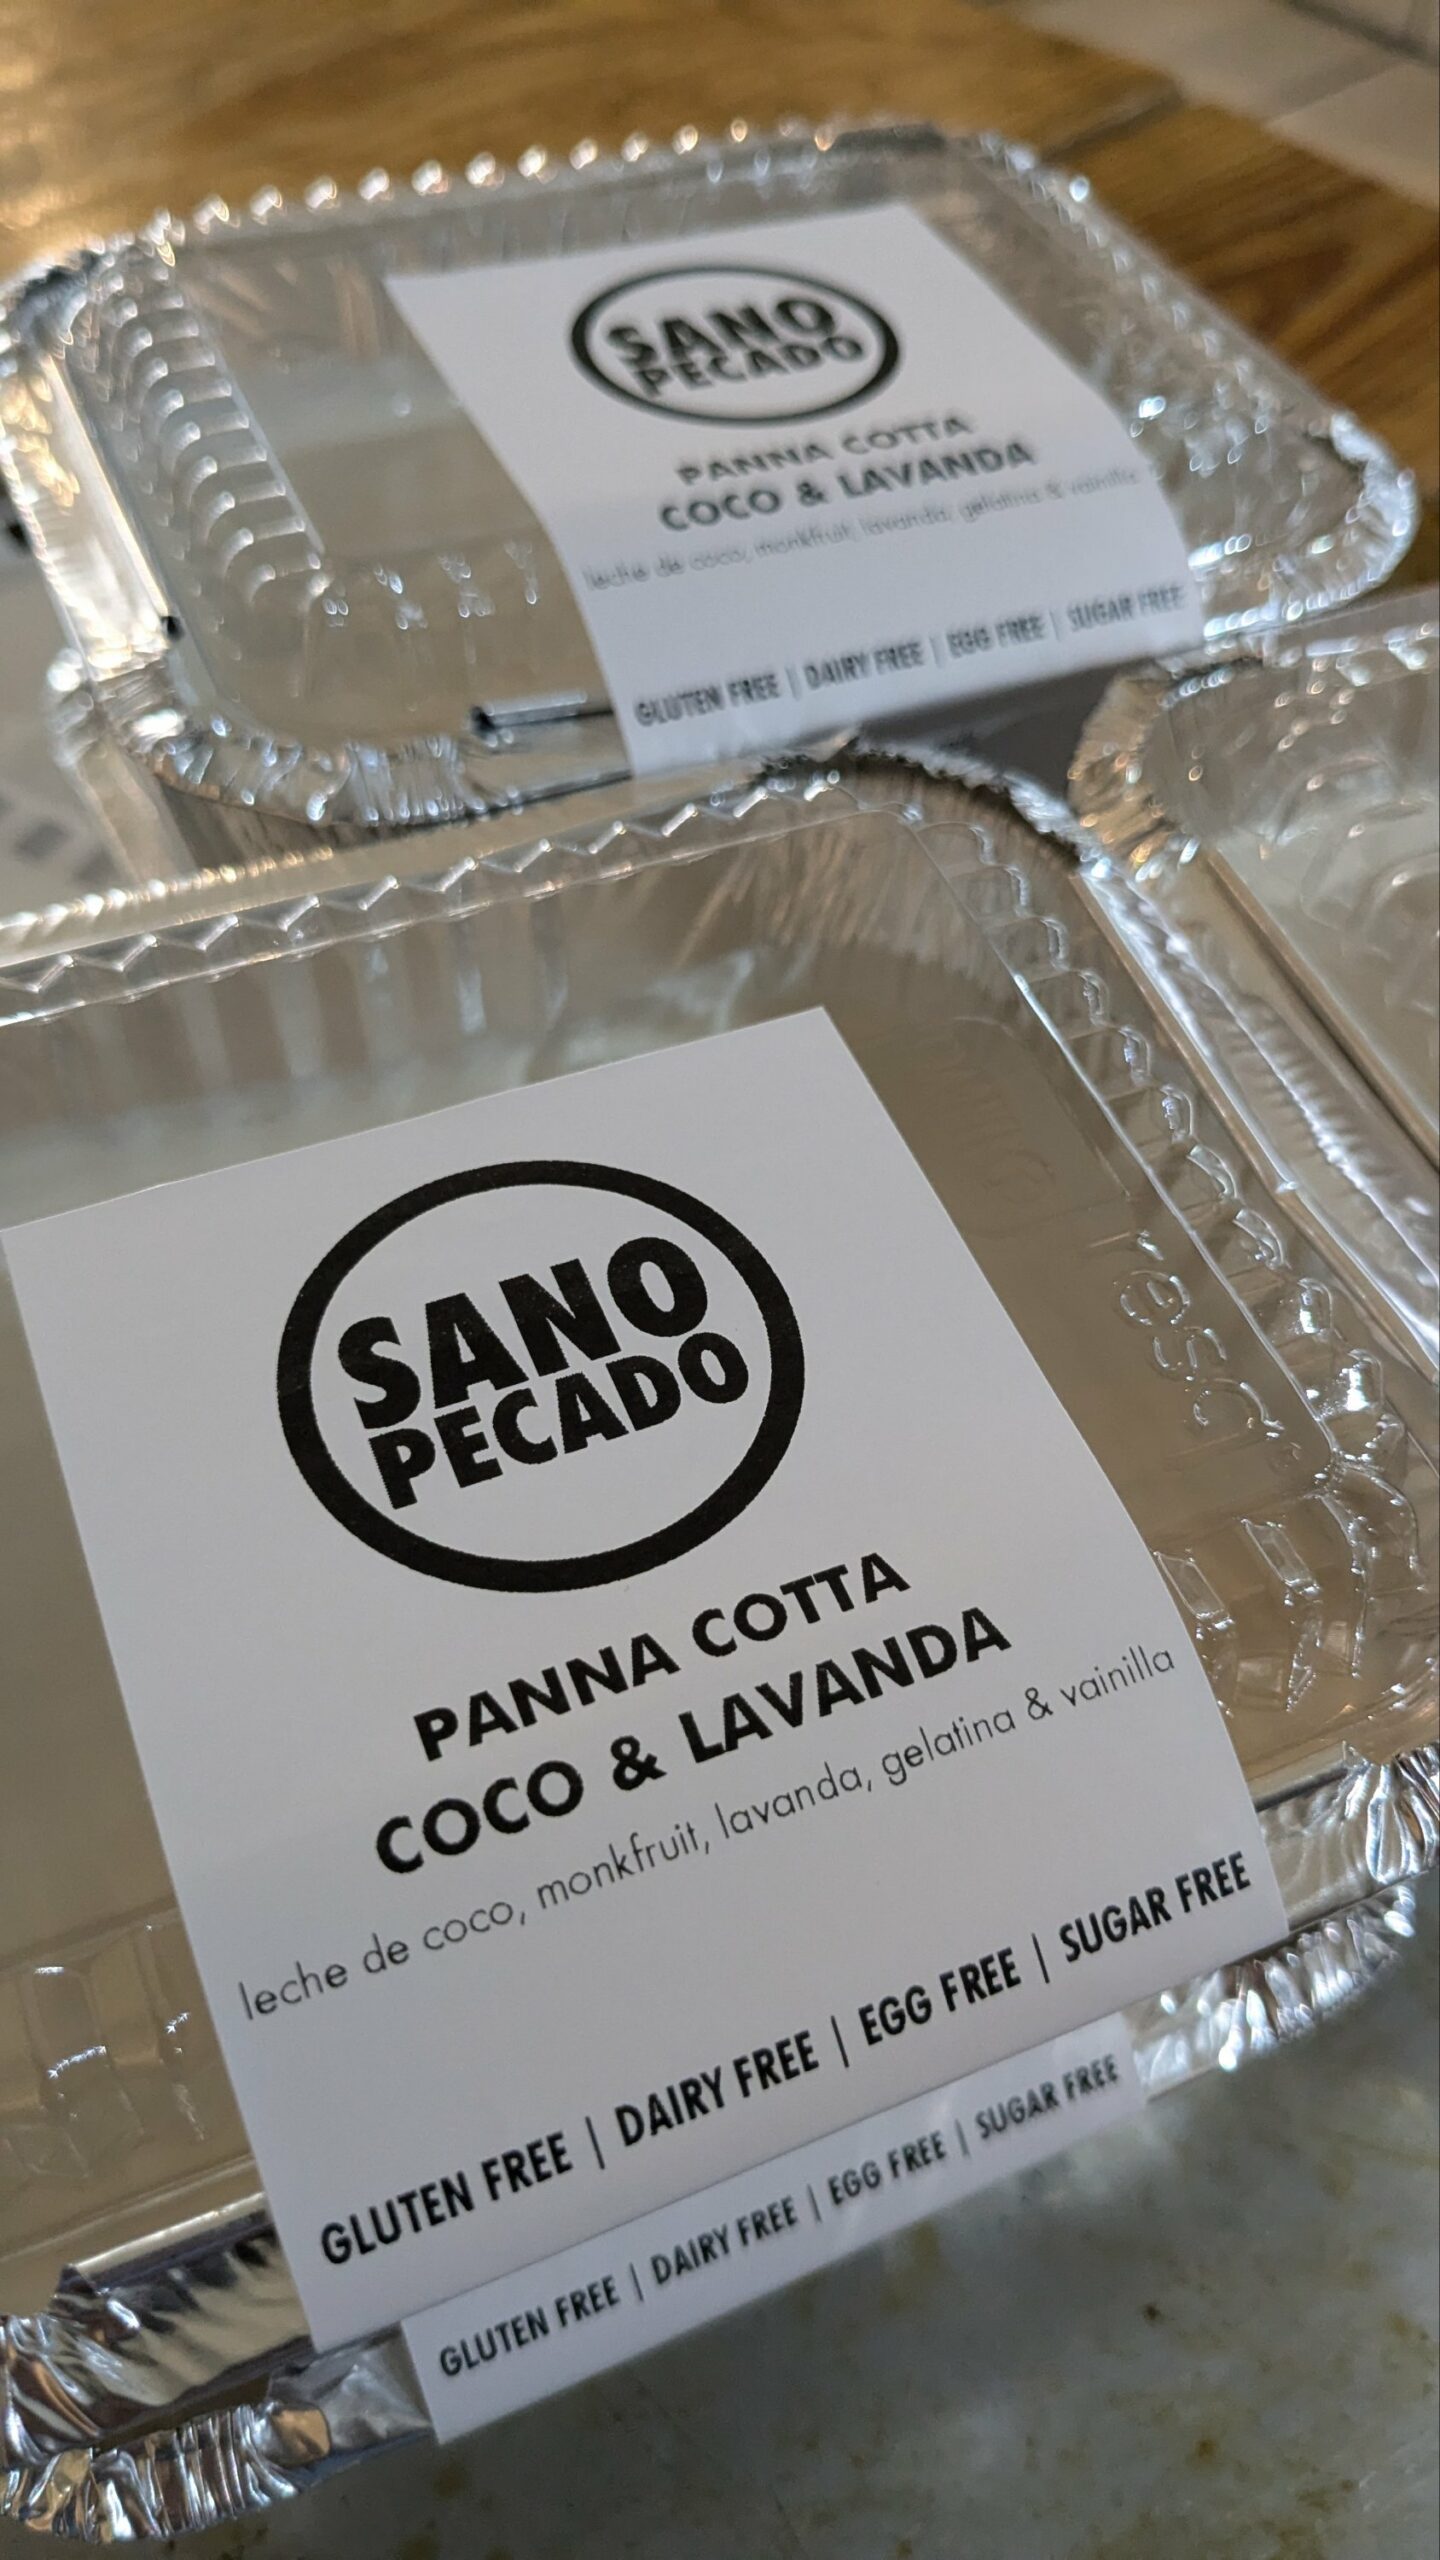 SANO
PECADO
PANNA COTTA
COCO & LAVANDA
leche de coco, monkfruit, lavanda, gelatina & vainilla
GLUTEN FREE | DAIRY FREE | EGG FREE | SUGAR FREE
SANO
PECADO
PANNA COTTA
COCO & LAVANDA
leche de coco, monkfruit, lavanda, gelatina & vainilla
GLUTEN FREE | DAIRY FREE | EGG FREE | SUGAR FREE
GLUTEN FREE | DAIRY FREE | EGG FREE | SUGAR FREE